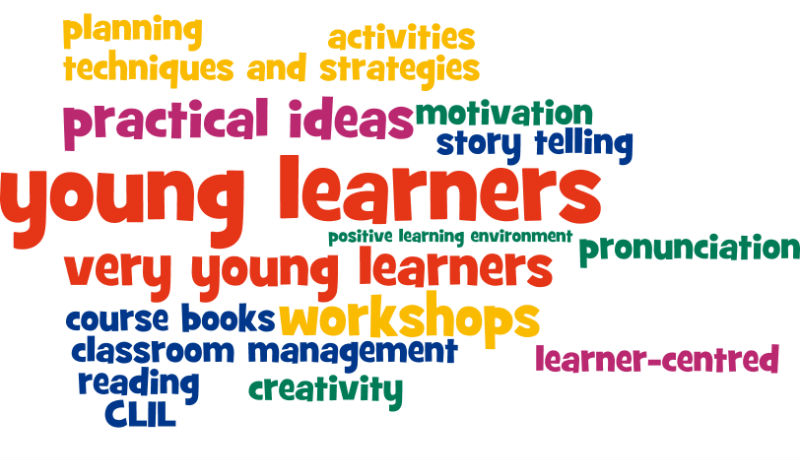 planning
activities
techniques and strategies
practical ideas
motivation
story telling
young learners
positive learning environment
pronunciation
very young learners
course books
workshops
classroom management
learner-centred
reading
creativity
CLIL